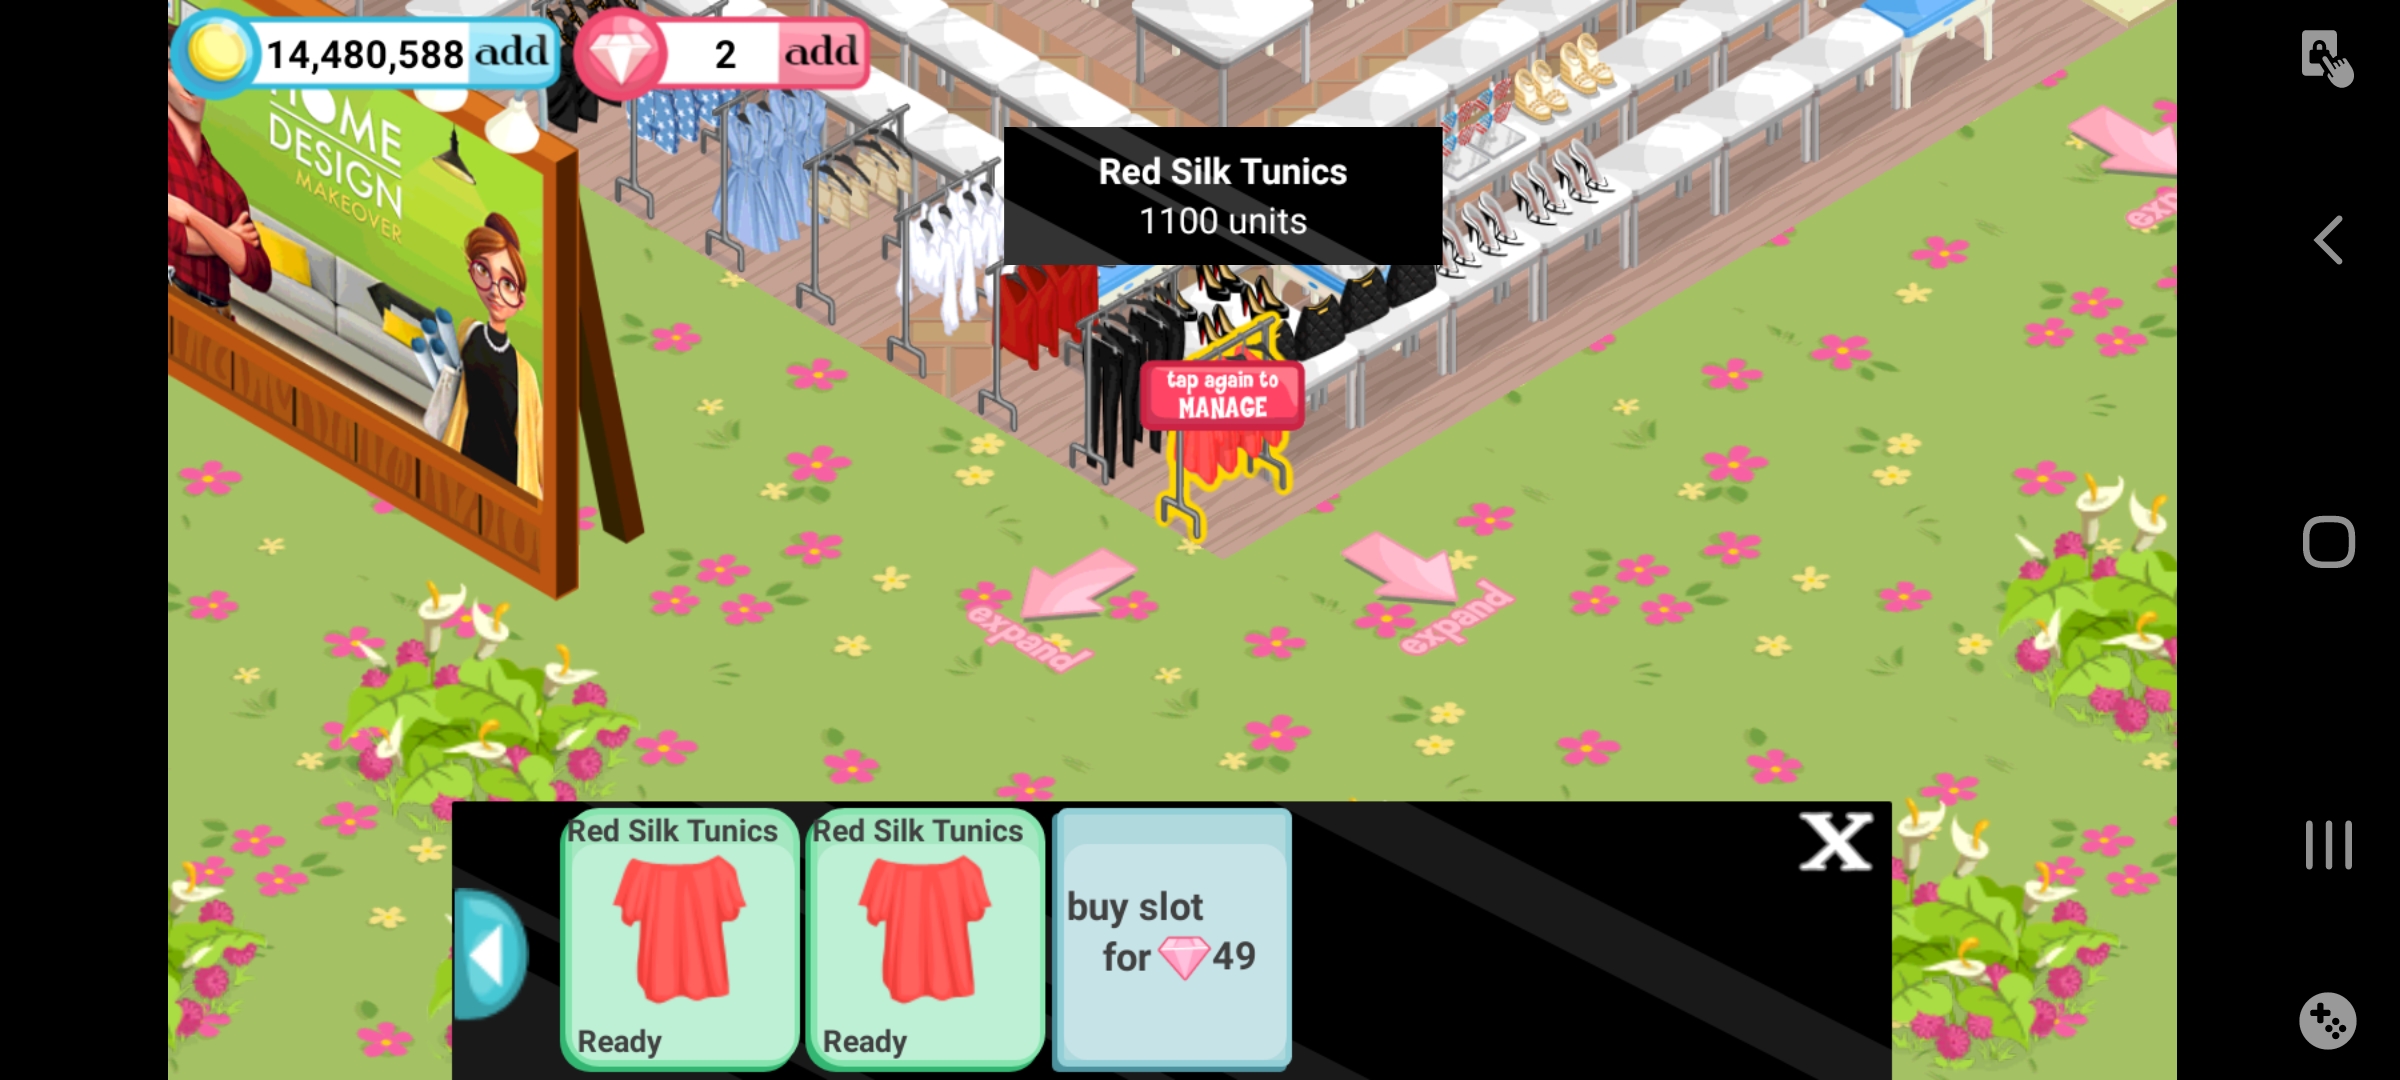 14,480,588 add
2 add
HOME
DESIGN
MAKEOVER
Red Silk Tunics
1100 units
tap again to
MANAGE
expand
expand
Red Silk Tunics
Ready
Red Silk Tunics
Ready
buy slot
for 49
X